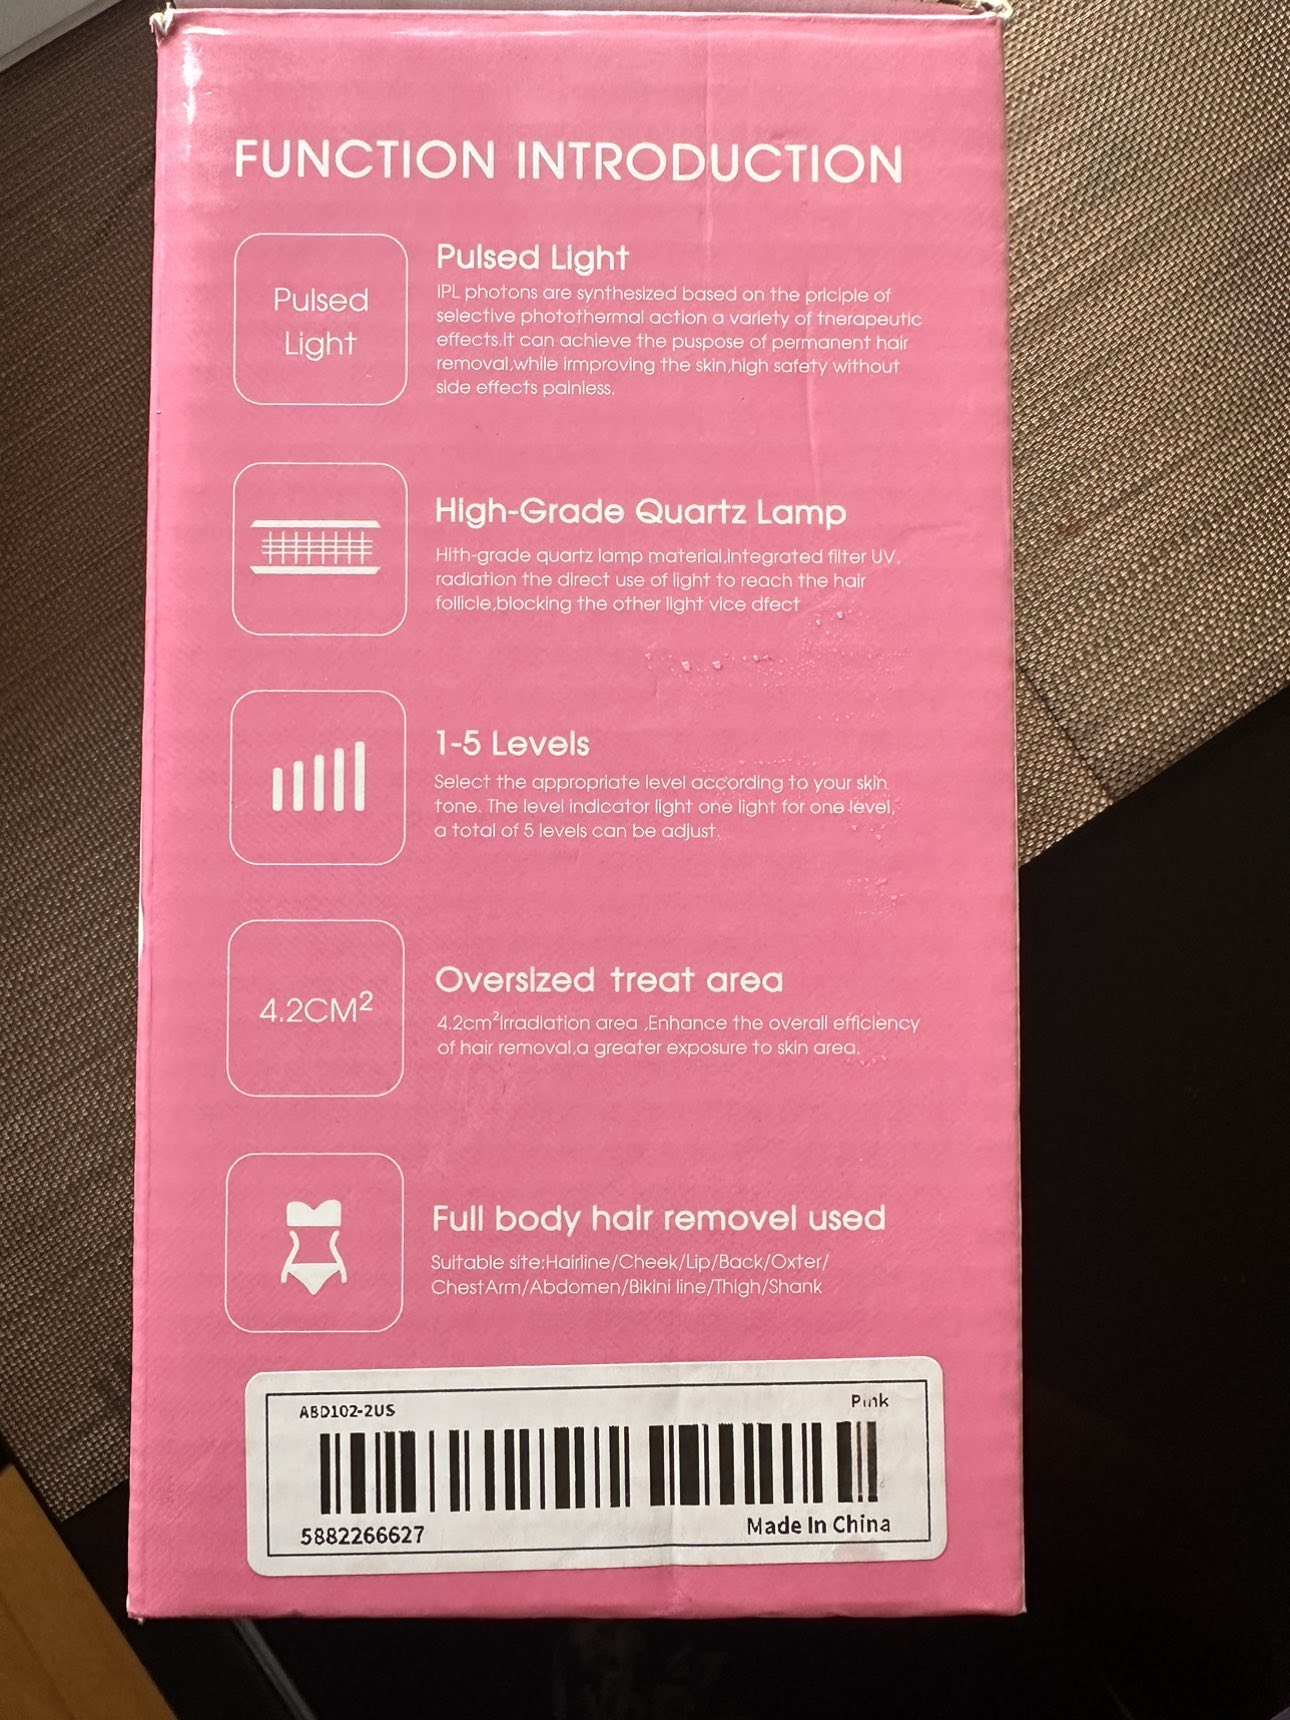 FUNCTION INTRODUCTION
Pulsed
Light
Pulsed Light
IPL photons are synthesized based on the priciple of
selective photothermal action a variety of tnerapeutic
effects.It can achieve the puspose of permanent hair
removal,while irmproving the skin,high safety without
side effects painless.
High-Grade Quartz Lamp
Hith-grade quartz lamp material,integrated filter UV,
radiation the direct use of light to reach the hair
follicle,blocking the other light vice dfect
1-5 Levels
Select the appropriate level according to your skin
tone. The level indicator light one light for one level,
a total of 5 levels can be adjust.
4.2CM²
Oversized treat area
4.2cm²Irradiation area ,Enhance the overall efficiency
of hair removal,a greater exposure to skin area.
Full body hair removel used
Suitable site:Hairline/Cheek/Lip/Back/Oxter/
ChestArm/Abdomen/Bikini line/Thigh/Shank
ABD102-2US
Pink
5882266627
Made In China